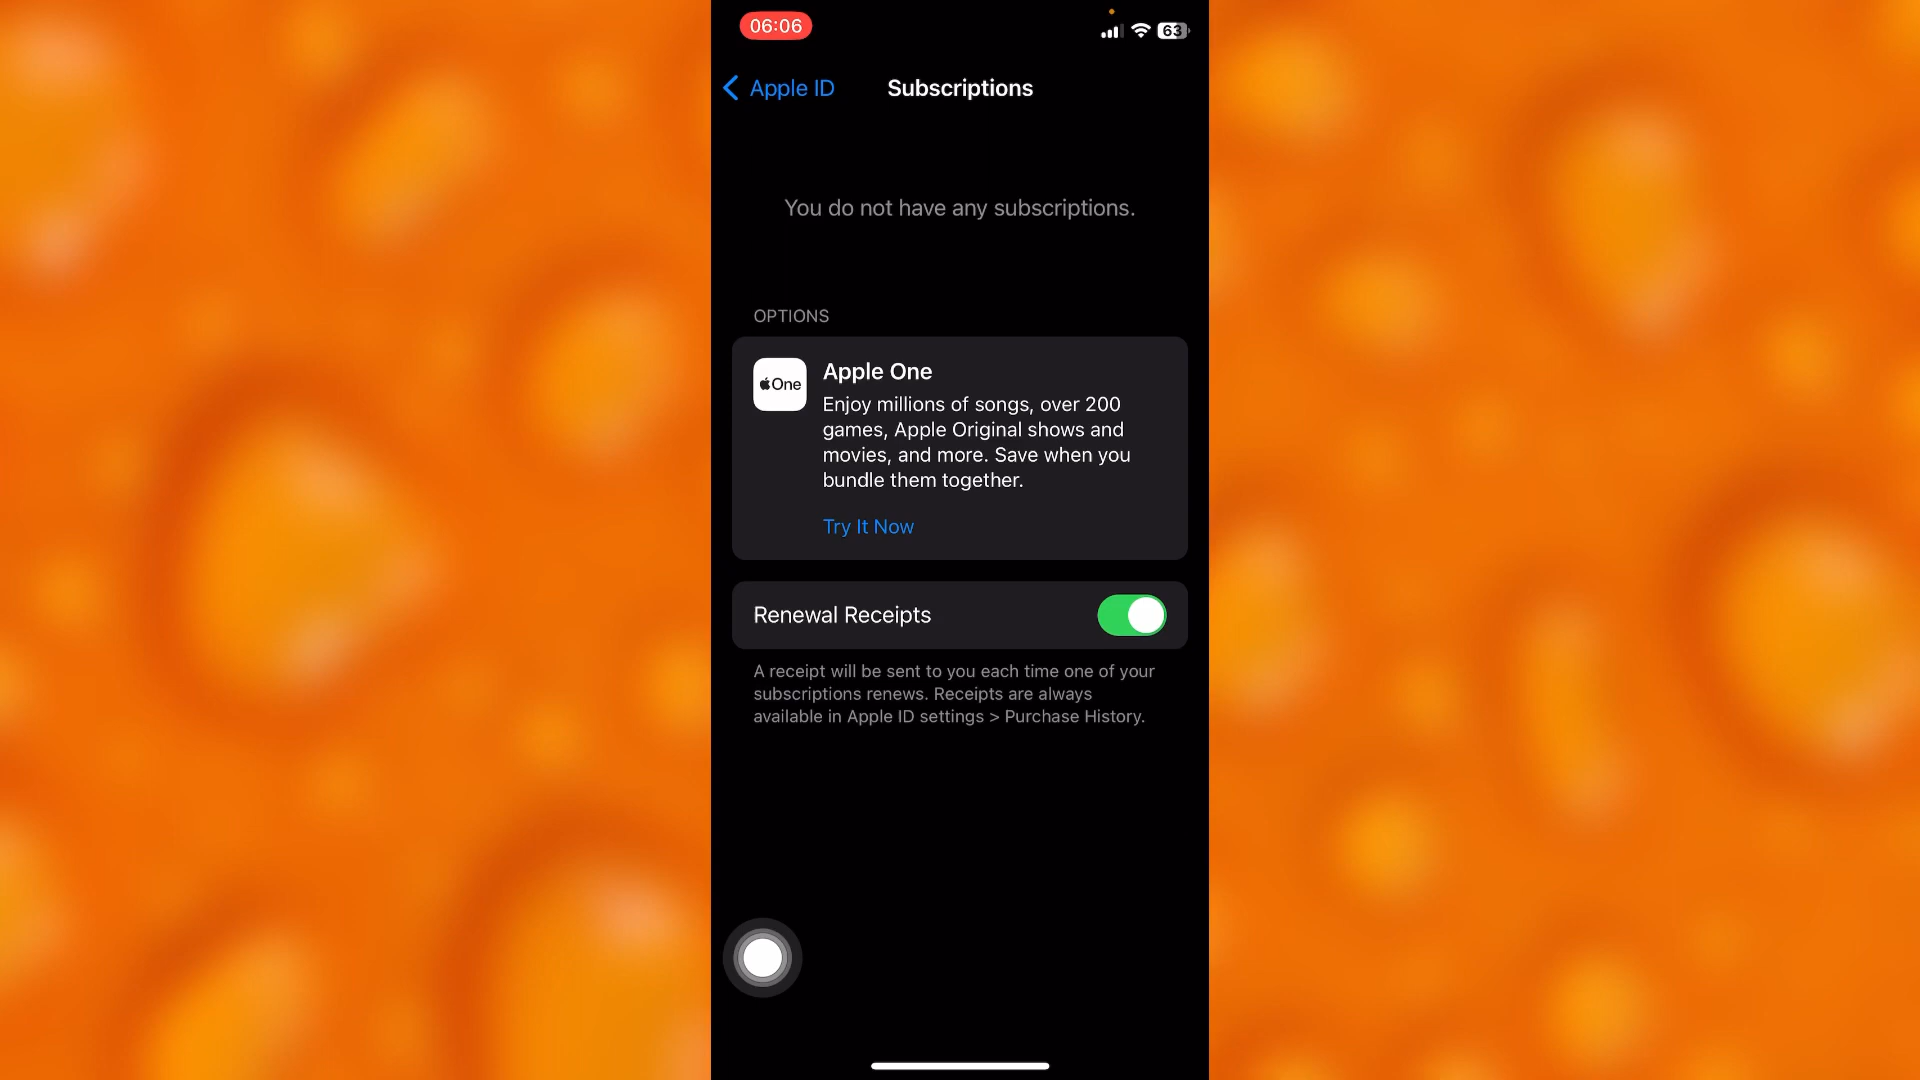 06:06
63
Apple ID
Subscriptions
You do not have any subscriptions.
OPTIONS
One
Apple One
Enjoy millions of songs, over 200
games, Apple Original shows and
movies, and more. Save when you
bundle them together.
Try It Now
Renewal Receipts
A receipt will be sent to you each time one of your
subscriptions renews. Receipts are always
available in Apple ID settings > Purchase History.